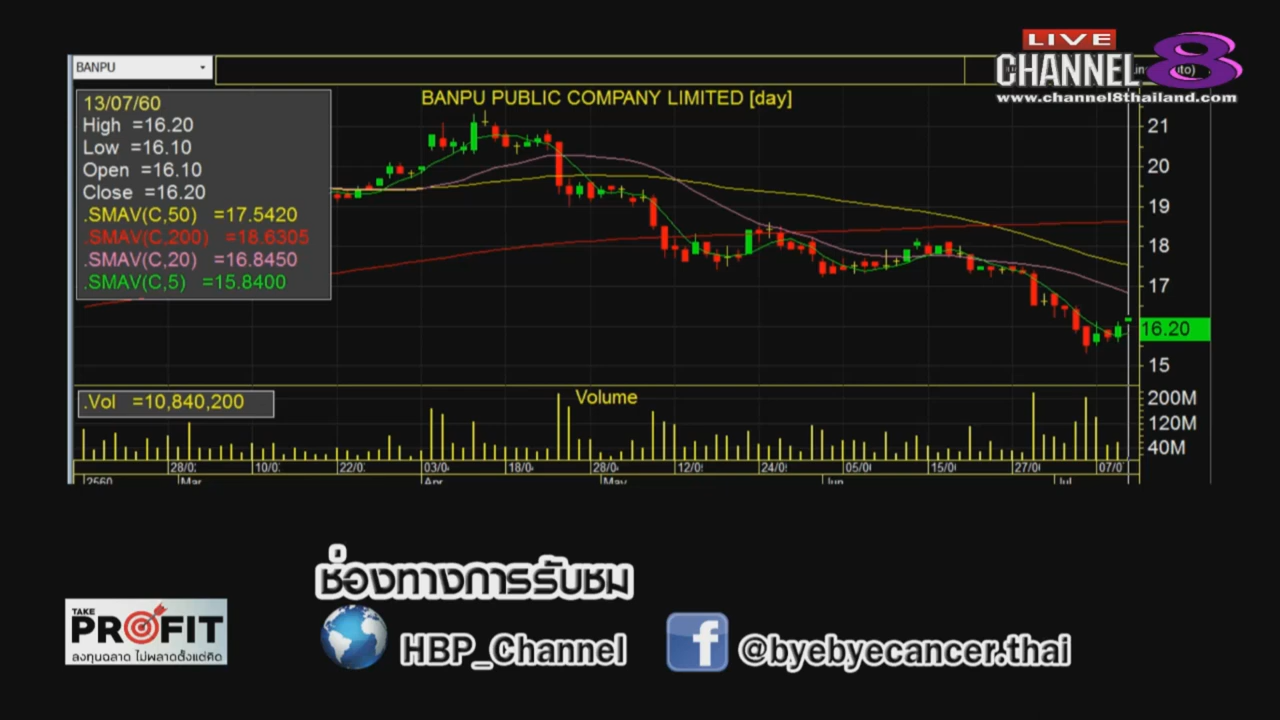 LIVE
CHANNEL 8
www.channel8thailand.com
BANPU
BANPU PUBLIC COMPANY LIMITED [day]
13/07/60
High =16.20
Low =16.10
Open =16.10
Close =16.20
.SMAV(C,50) =17.5420
.SMAV(C,200) =18.6305
.SMAV(C,20) =16.8450
.SMAV(C,5) =15.8400
21
20
19
18
17
16.20
15
.Vol =10,840,200
Volume
200M
120M
40M
28/0 10/0 22/0 03/0 18/0 28/0 12/0 24/0 05/0 15/0 27/0 07/0
2560 Mar Apr May Jun Jul
ช่องทางการรับชม
TAKE
PROFIT
ลงทุนฉลาด ไม่พลาดตั้งแต่คิด
HBP_Channel
@byebyecancer.thai